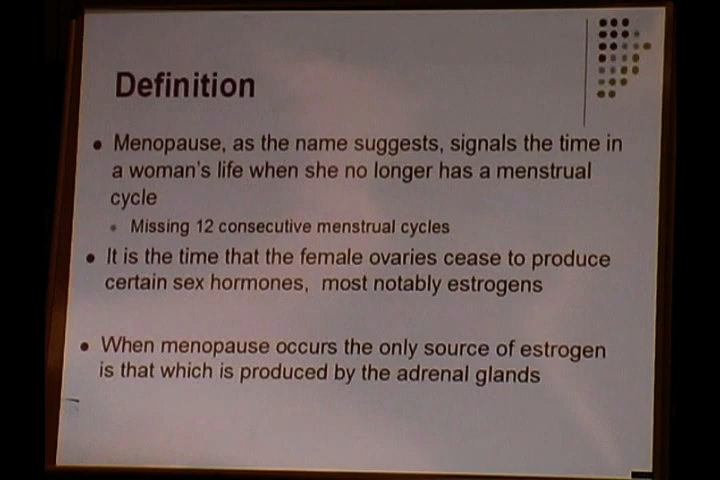 Definition
Menopause, as the name suggests, signals the time in
a woman's life when she no longer has a menstrual
cycle
Missing 12 consecutive menstrual cycles
It is the time that the female ovaries cease to produce
certain sex hormones, most notably estrogens
When menopause occurs the only source of estrogen
is that which is produced by the adrenal glands